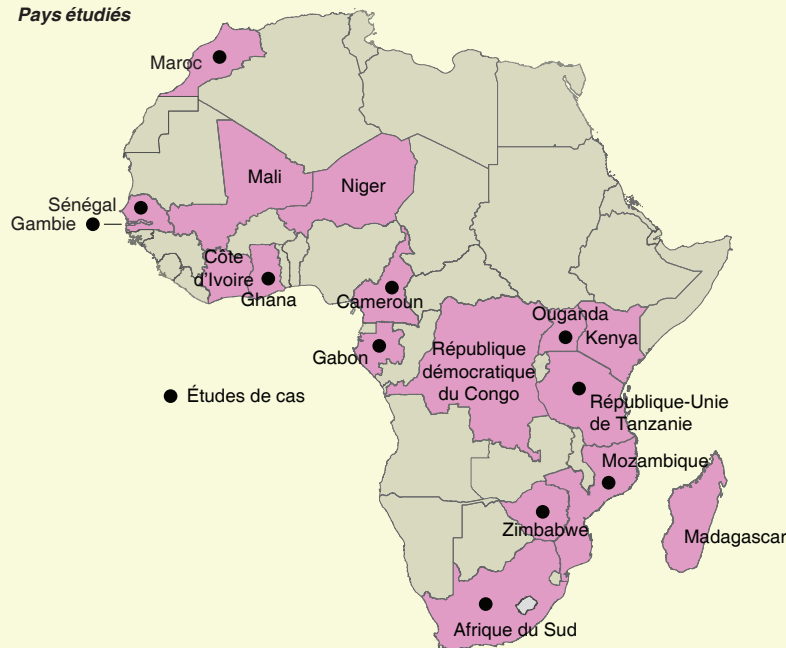 Pays étudiés
Maroc
Mali
Niger
Sénégal
Gambie
Côte
d'Ivoire
Ghana
Cameroun
Ouganda
Kenya
Gabon
République
démocratique
du Congo
Études de cas
République-Unie
de Tanzanie
Mozambique
Zimbabwe
Madagascar
Afrique du Sud